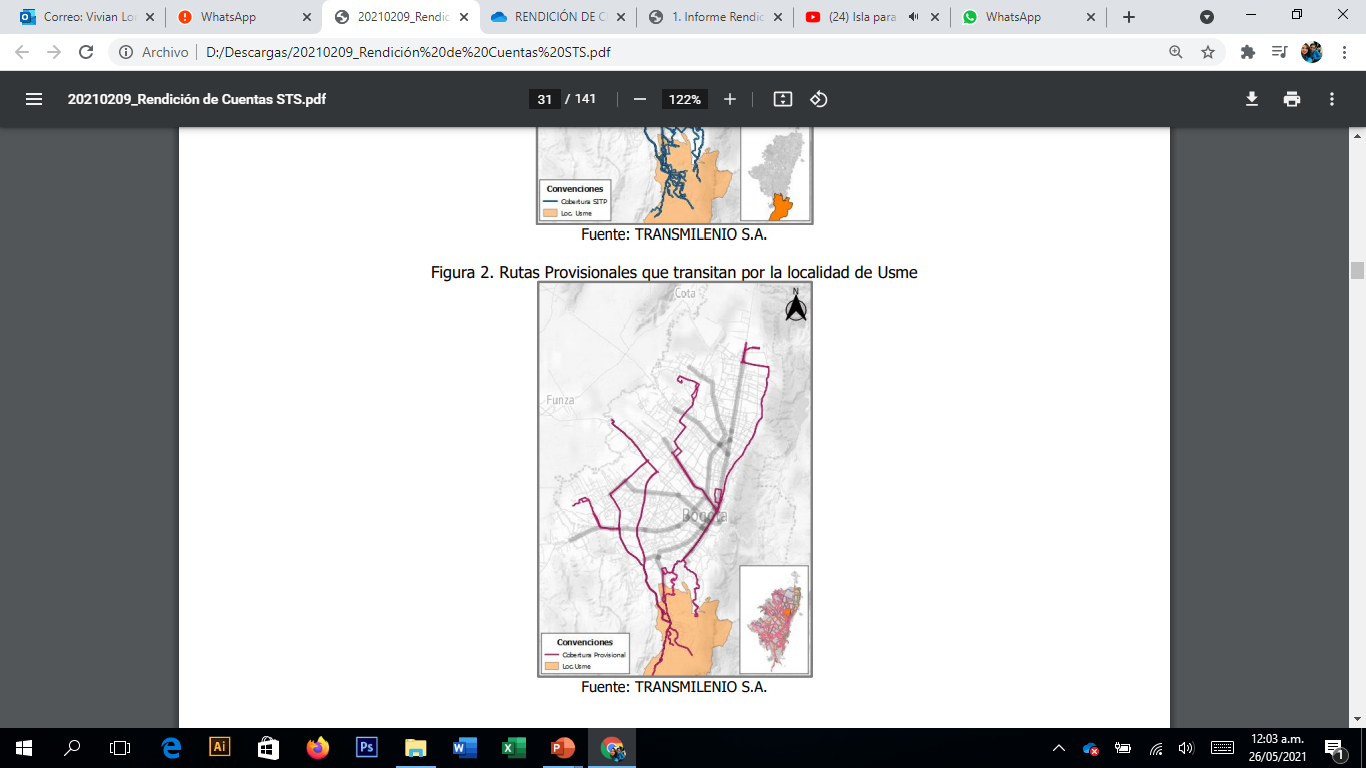 Correo: Vivian Lo
WhatsApp
20210209_Rendic
RENDICIÓN DE C
1. Informe Rendic
(24) Isla para
WhatsApp
Archivo
D:/Descargas/20210209_Rendición%20de%20Cuentas%20STS.pdf
20210209_Rendición de Cuentas STS.pdf
31 / 141
122%
Convenciones
Cobertura SITP
Loc. Usme
Fuente: TRANSMILENIO S.A.
Figura 2. Rutas Provisionales que transitan por la localidad de Usme
Cota
N
Funza
Bogotá
Convenciones
Cobertura Provisional
Loc.Usme
Fuente: TRANSMILENIO S.A.
Ai
Ps
12:03 a.m.
26/05/2021
1